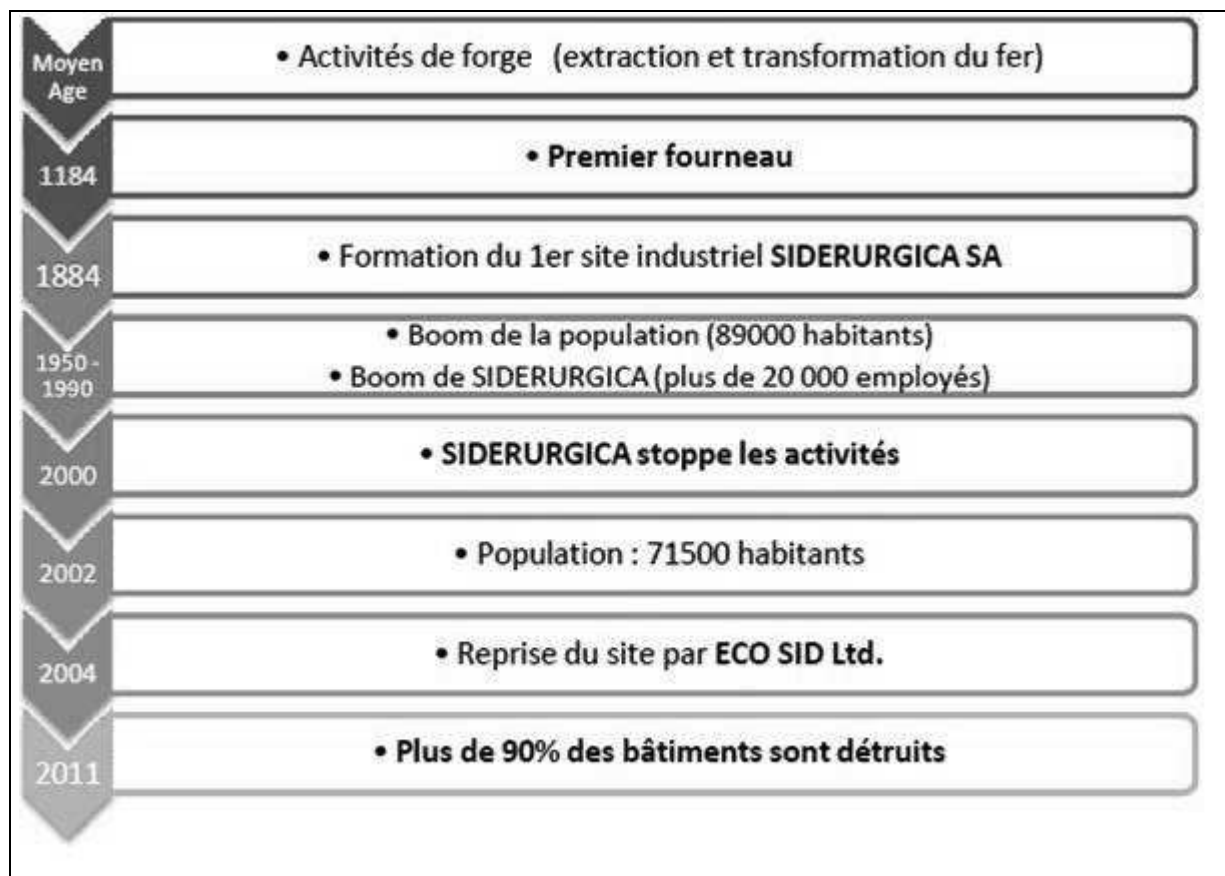 Moyen
Age
• Activités de forge (extraction et transformation du fer)
1184
• Premier fourneau
1884
• Formation du 1er site industriel SIDERURGICA SA
1950 -
1990
• Boom de la population (89000 habitants)
• Boom de SIDERURGICA (plus de 20 000 employés)
2000
• SIDERURGICA stoppe les activités
2002
• Population : 71500 habitants
2004
• Reprise du site par ECO SID Ltd.
2011
• Plus de 90% des bâtiments sont détruits